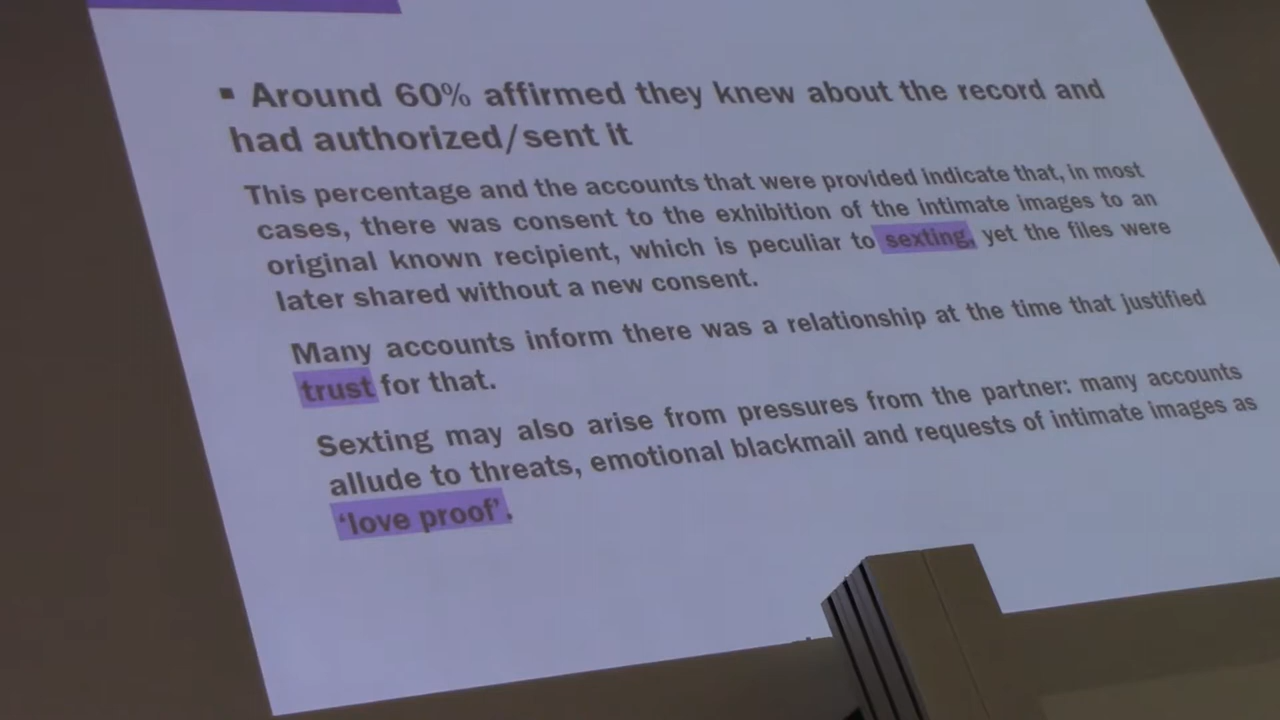 ▪ Around 60% affirmed they knew about the record and
had authorized/sent it
This percentage and the accounts that were provided indicate that, in most
cases, there was consent to the exhibition of the intimate images to an
original known recipient, which is peculiar to sexting, yet the files were
later shared without a new consent.
Many accounts inform there was a relationship at the time that justified
trust for that.
Sexting may also arise from pressures from the partner: many accounts
allude to threats, emotional blackmail and requests of intimate images as
‘love proof’.